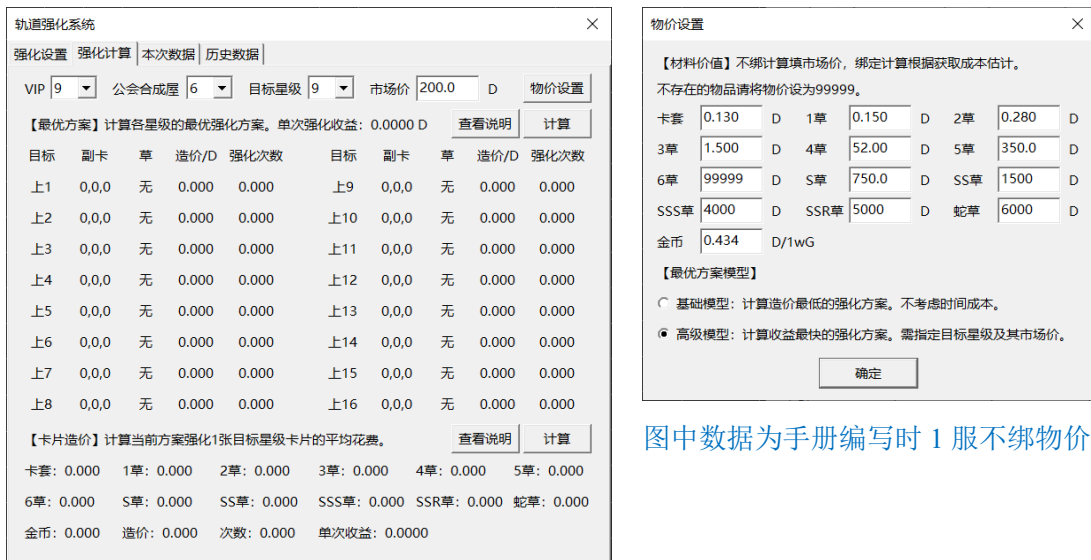 轨道强化系统
强化设置 强化计算 本次数据 历史数据
VIP 9 公会合成屋 6 目标星级 9 市场价 200.0 D 物价设置
【最优方案】计算各星级的最优强化方案。单次强化收益：0.0000 D 查看说明 计算
目标 副卡 草 造价/D 强化次数 目标 副卡 草 造价/D 强化次数
上1 0,0,0 无 0.000 0.000 上9 0,0,0 无 0.000 0.000
上2 0,0,0 无 0.000 0.000 上10 0,0,0 无 0.000 0.000
上3 0,0,0 无 0.000 0.000 上11 0,0,0 无 0.000 0.000
上4 0,0,0 无 0.000 0.000 上12 0,0,0 无 0.000 0.000
上5 0,0,0 无 0.000 0.000 上13 0,0,0 无 0.000 0.000
上6 0,0,0 无 0.000 0.000 上14 0,0,0 无 0.000 0.000
上7 0,0,0 无 0.000 0.000 上15 0,0,0 无 0.000 0.000
上8 0,0,0 无 0.000 0.000 上16 0,0,0 无 0.000 0.000
【卡片造价】计算当前方案强化1张目标星级卡片的平均花费。 查看说明 计算
卡套：0.000 1草：0.000 2草：0.000 3草：0.000 4草：0.000 5草：0.000
6草：0.000 S草：0.000 SS草：0.000 SSS草：0.000 SSR草：0.000 蛇草：0.000
金币：0.000 造价：0.000 次数：0.000 单次收益：0.0000
物价设置
【材料价值】不绑计算填市场价，绑定计算根据获取成本估计。
不存在的物品请将物价设为99999。
卡套 0.130 D 1草 0.150 D 2草 0.280 D
3草 1.500 D 4草 52.00 D 5草 350.0 D
6草 99999 D S草 750.0 D SS草 1500 D
SSS草 4000 D SSR草 5000 D 蛇草 6000 D
金币 0.434 D/1wG
【最优方案模型】
基础模型：计算造价最低的强化方案。不考虑时间成本。
高级模型：计算收益最快的强化方案。需指定目标星级及其市场价。
确定
图中数据为手册编写时 1 服不绑物价